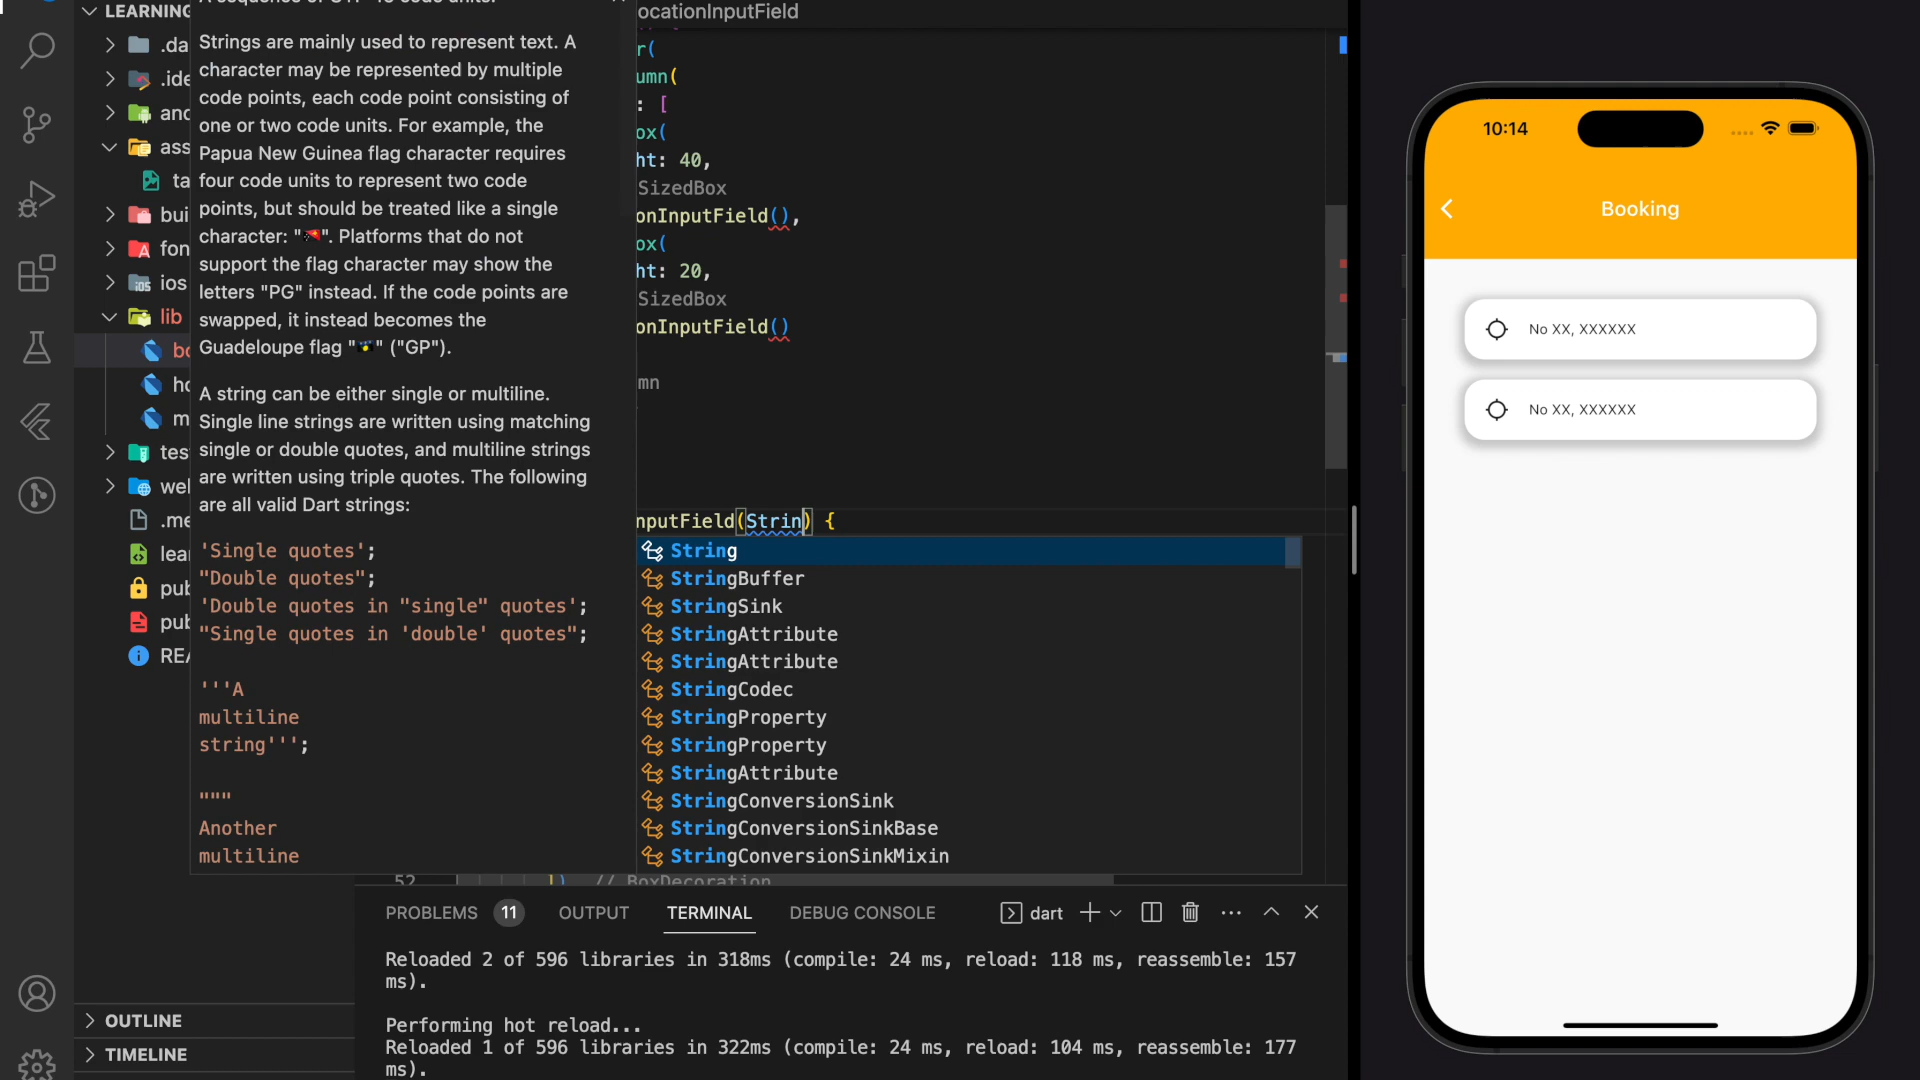 LEARNING
.da
.ide
and
ass
ta
bui
fon
ios
lib
bo
ho
m
tes
wel
.me
lear
pub
pub
REA
OUTLINE
TIMELINE
Strings are mainly used to represent text. A
character may be represented by multiple
code points, each code point consisting of
one or two code units. For example, the
Papua New Guinea flag character requires
four code units to represent two code
points, but should be treated like a single
character: "🇵🇬". Platforms that do not
support the flag character may show the
letters "PG" instead. If the code points are
swapped, it instead becomes the
Guadeloupe flag "🇬🇵" ("GP").
A string can be either single or multiline.
Single line strings are written using matching
single or double quotes, and multiline strings
are written using triple quotes. The following
are all valid Dart strings:
'Single quotes';
"Double quotes";
'Double quotes in "single" quotes';
"Single quotes in 'double' quotes";
'''A
multiline
string''';
"""
Another
multiline
ocationInputField
r(
umn(
: [
ox(
ht: 40,
SizedBox
onInputField(),
ox(
ht: 20,
SizedBox
onInputField()
mn
nputField(Strin) {
String
StringBuffer
StringSink
StringAttribute
StringAttribute
StringCodec
StringProperty
StringProperty
StringAttribute
StringConversionSink
StringConversionSinkBase
StringConversionSinkMixin
52 ]) // BoxDecoration
PROBLEMS 11 OUTPUT TERMINAL DEBUG CONSOLE dart
Reloaded 2 of 596 libraries in 318ms (compile: 24 ms, reload: 118 ms, reassemble: 157
ms).
Performing hot reload...
Reloaded 1 of 596 libraries in 322ms (compile: 24 ms, reload: 104 ms, reassemble: 177
ms).
10:14
Booking
No XX, XXXXXX
No XX, XXXXXX